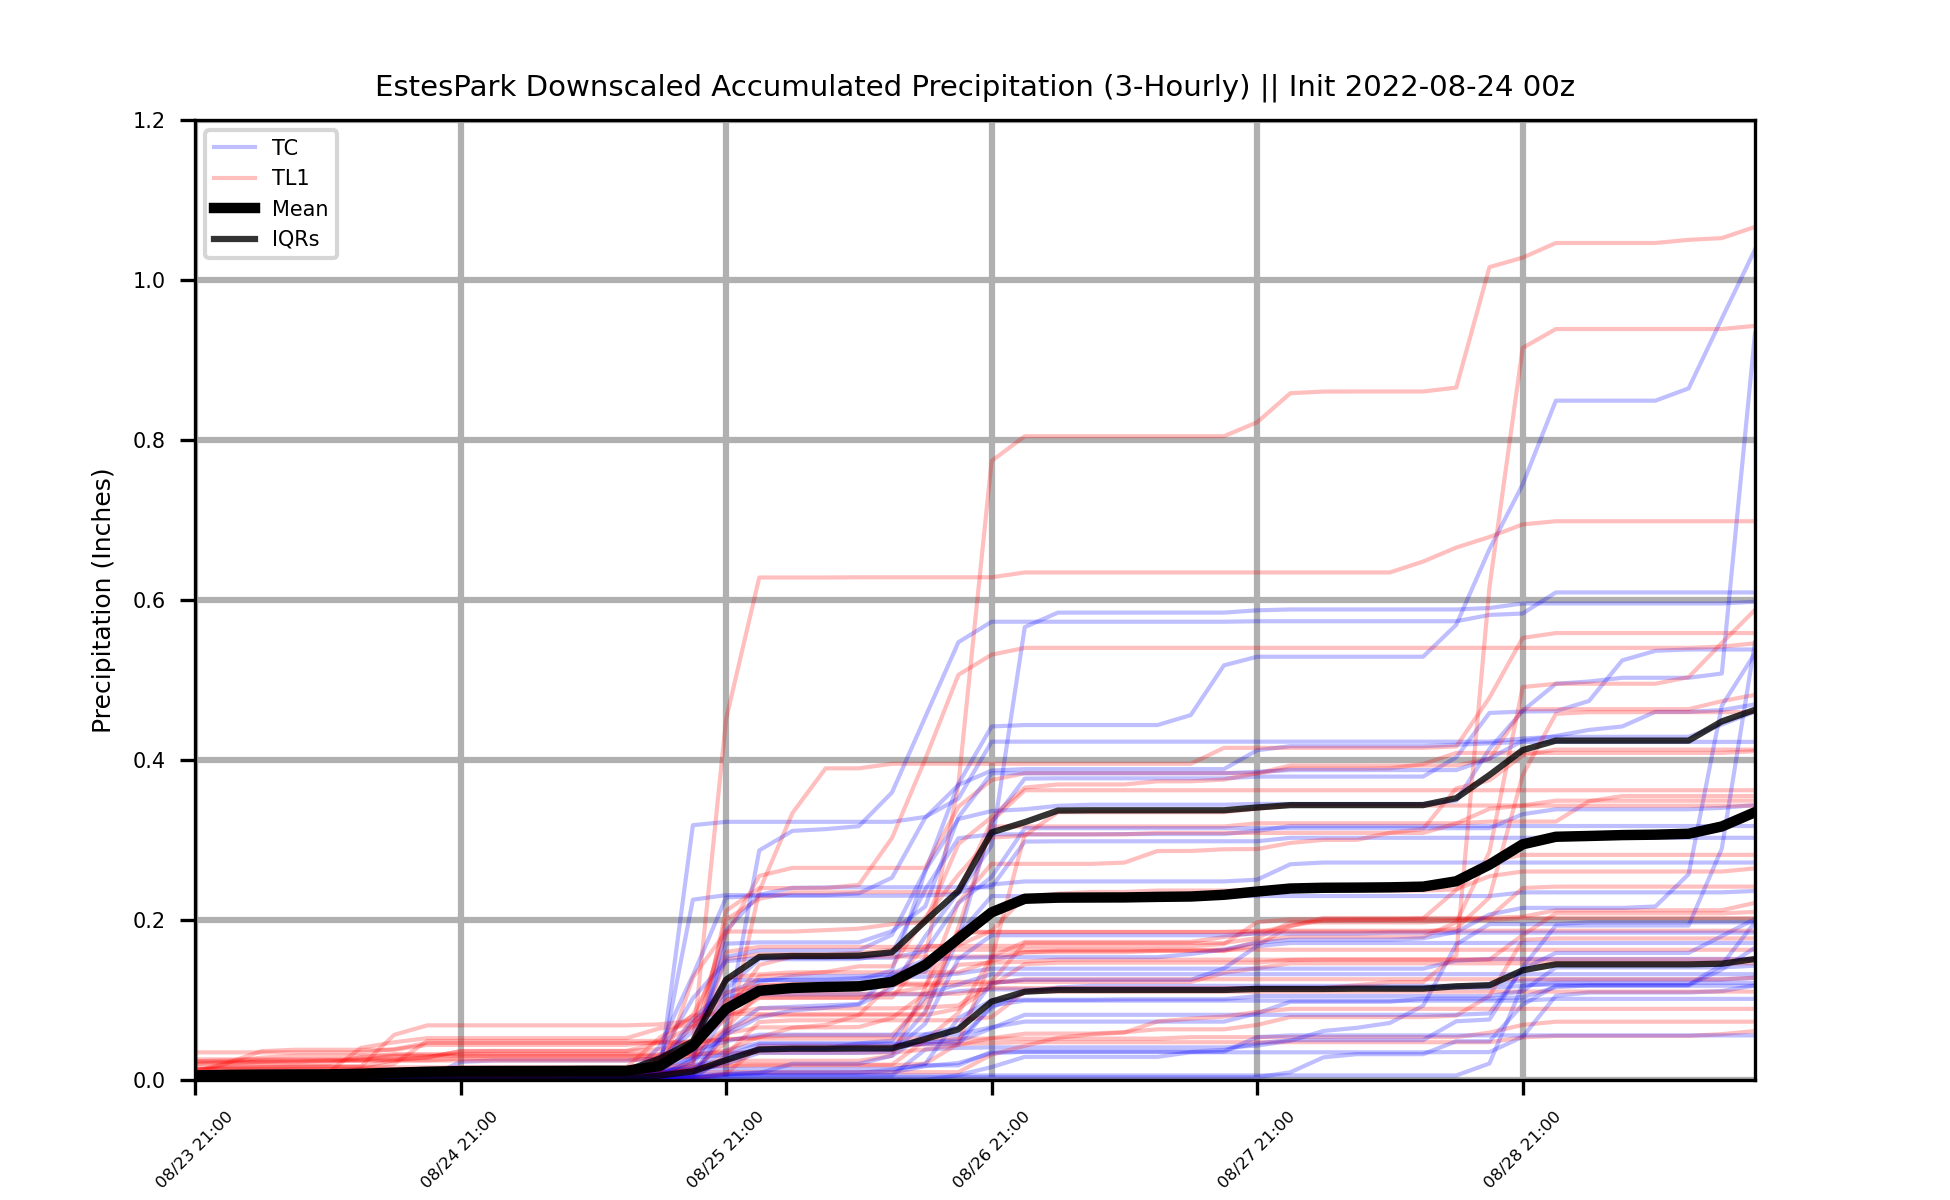 EstesPark Downscaled Accumulated Precipitation (3-Hourly) || Init 2022-08-24 00z
TC
TL1
Mean
IQRs
Precipitation (Inches)
1.2
1.0
0.8
0.6
0.4
0.2
0.0
08/23 21:00
08/24 21:00
08/25 21:00
08/26 21:00
08/27 21:00
08/28 21:00